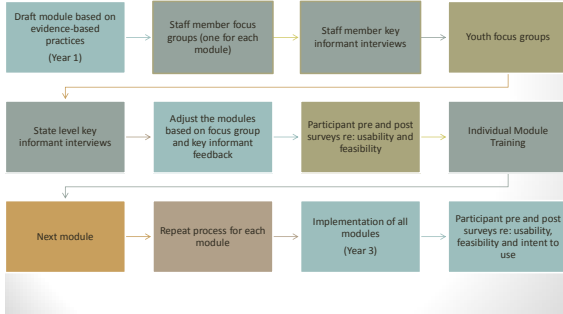 Draft module based on
evidence-based
practices
(Year 1)
Staff member focus
groups (one for each
module)
Staff member key
informant interviews
Youth focus groups
State level key
informant interviews
Adjust the modules
based on focus group
and key informant
feedback
Participant pre and post
surveys re: usability and
feasibility
Individual Module
Training
Next module
Repeat process for each
module
Implementation of all
modules
(Year 3)
Participant pre and post
surveys re: usability,
feasibility and intent to
use